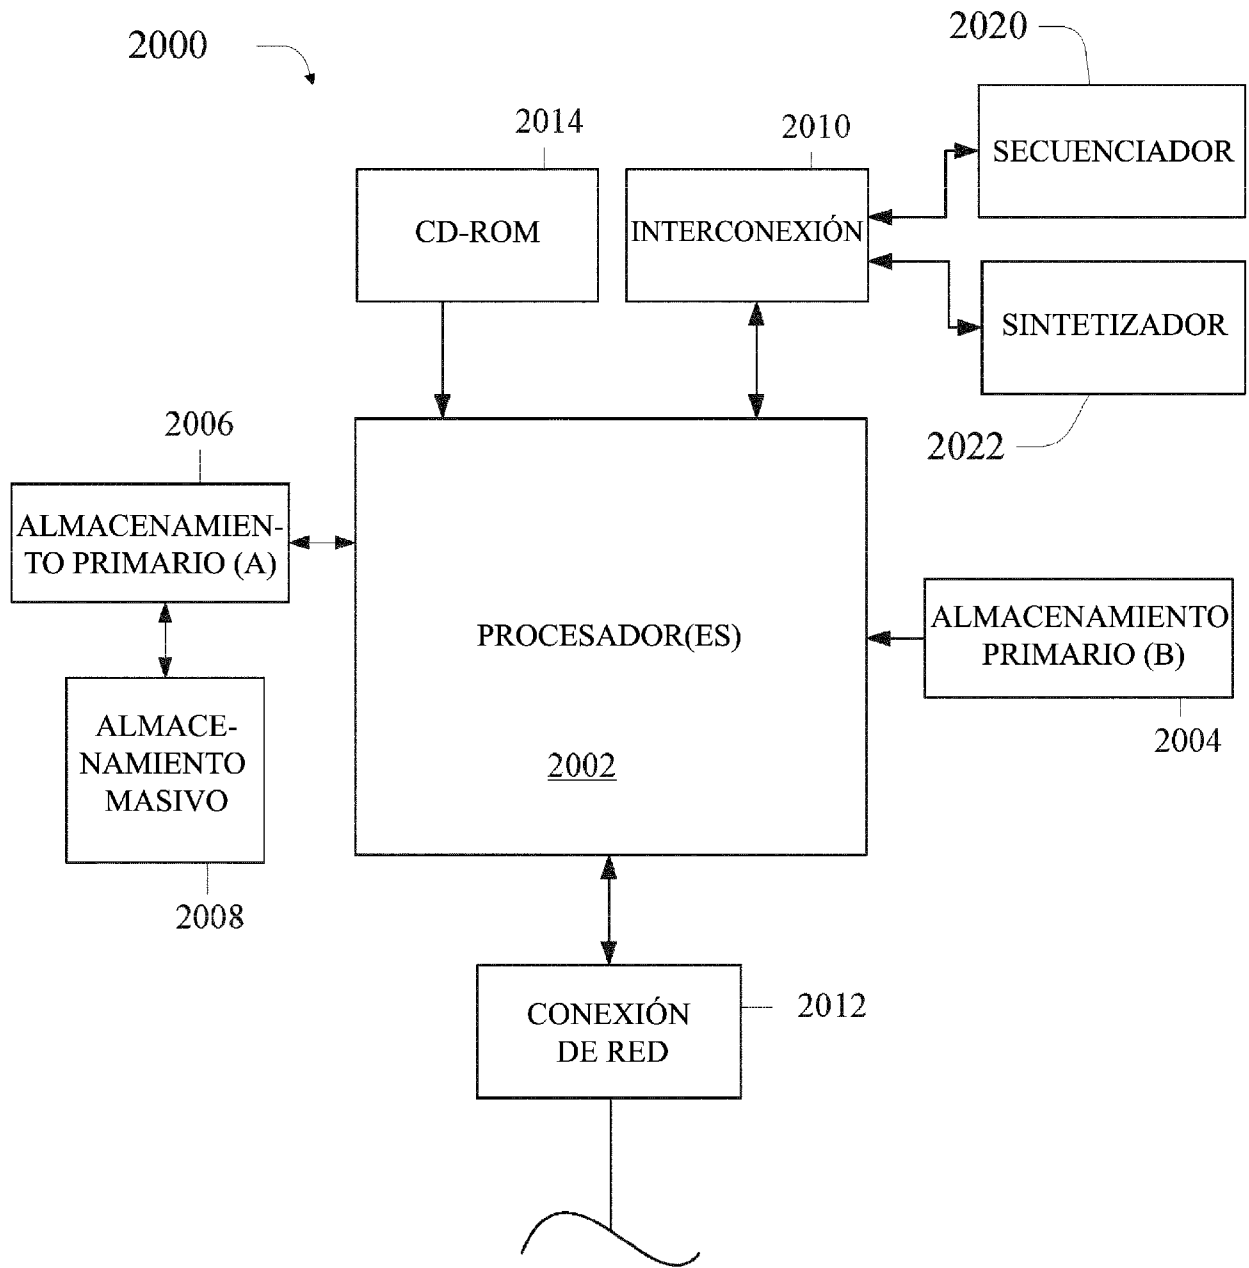 2000
2020
2014
2010
SECUENCIADOR
CD-ROM
INTERCONEXIÓN
SINTETIZADOR
2022
2006
ALMACENAMIEN-
TO PRIMARIO (A)
PROCESADOR(ES)
2002
ALMACENAMIENTO
PRIMARIO (B)
2004
ALMACE-
NAMIENTO
MASIVO
2008
CONEXIÓN
DE RED
2012